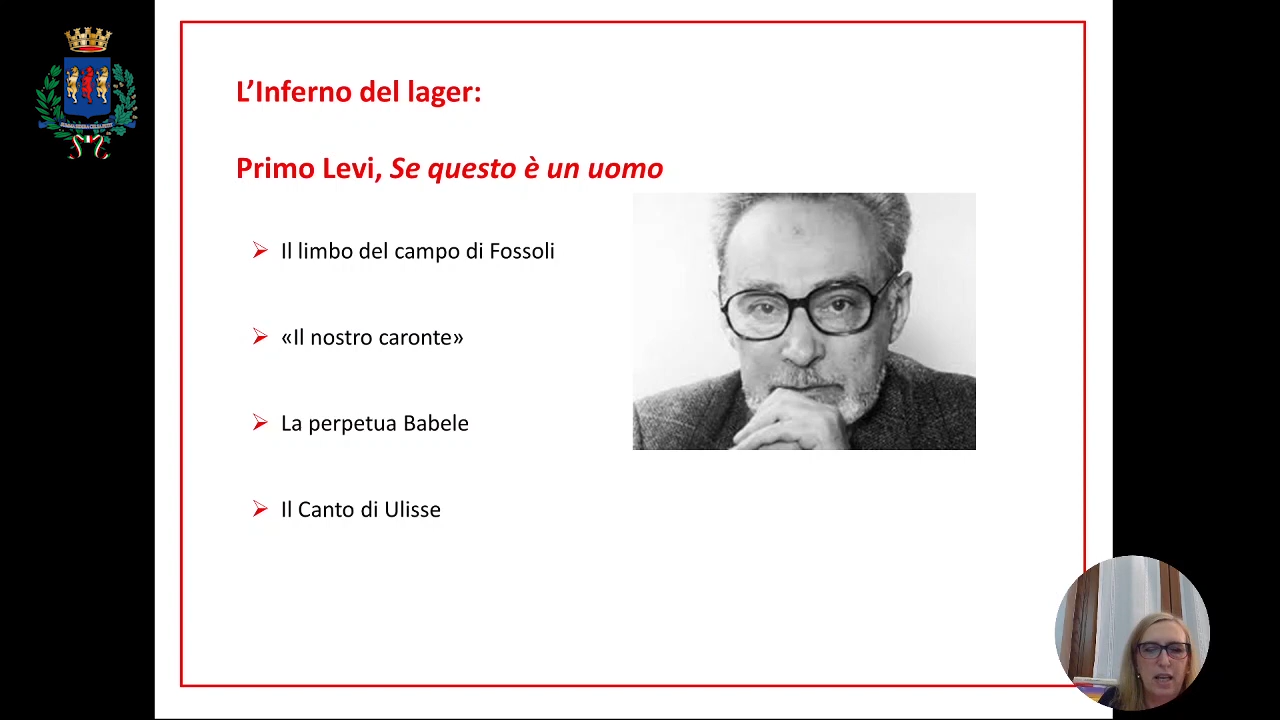 L'Inferno del lager:
Primo Levi, Se questo è un uomo
Il limbo del campo di Fossoli
«Il nostro caronte»
La perpetua Babele
Il Canto di Ulisse